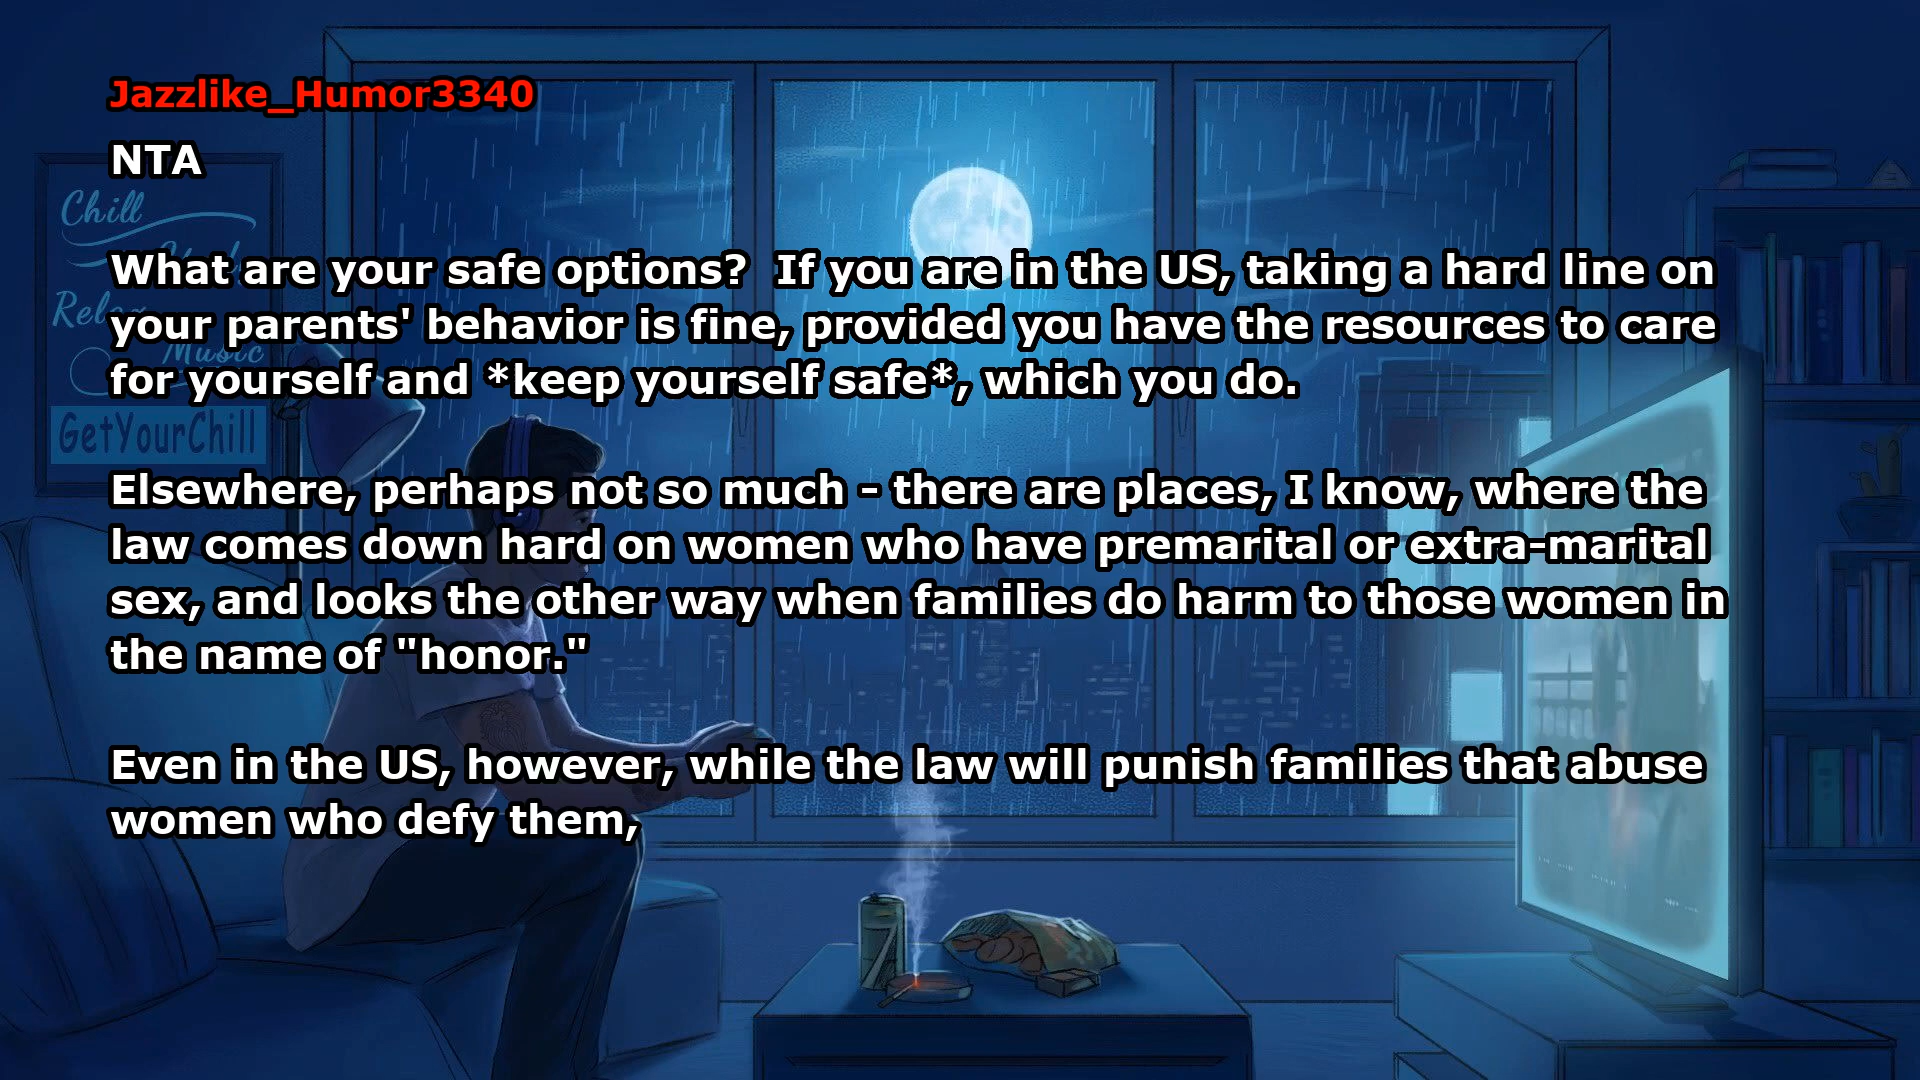 Jazzlike_Humor3340
NTA
Chill
What are your safe options?  If you are in the US, taking a hard line on
Relax
your parents' behavior is fine, provided you have the resources to care
Music
for yourself and *keep yourself safe*, which you do.
GetYourChill
Elsewhere, perhaps not so much - there are places, I know, where the
law comes down hard on women who have premarital or extra-marital
sex, and looks the other way when families do harm to those women in
the name of "honor."
Even in the US, however, while the law will punish families that abuse
women who defy them,